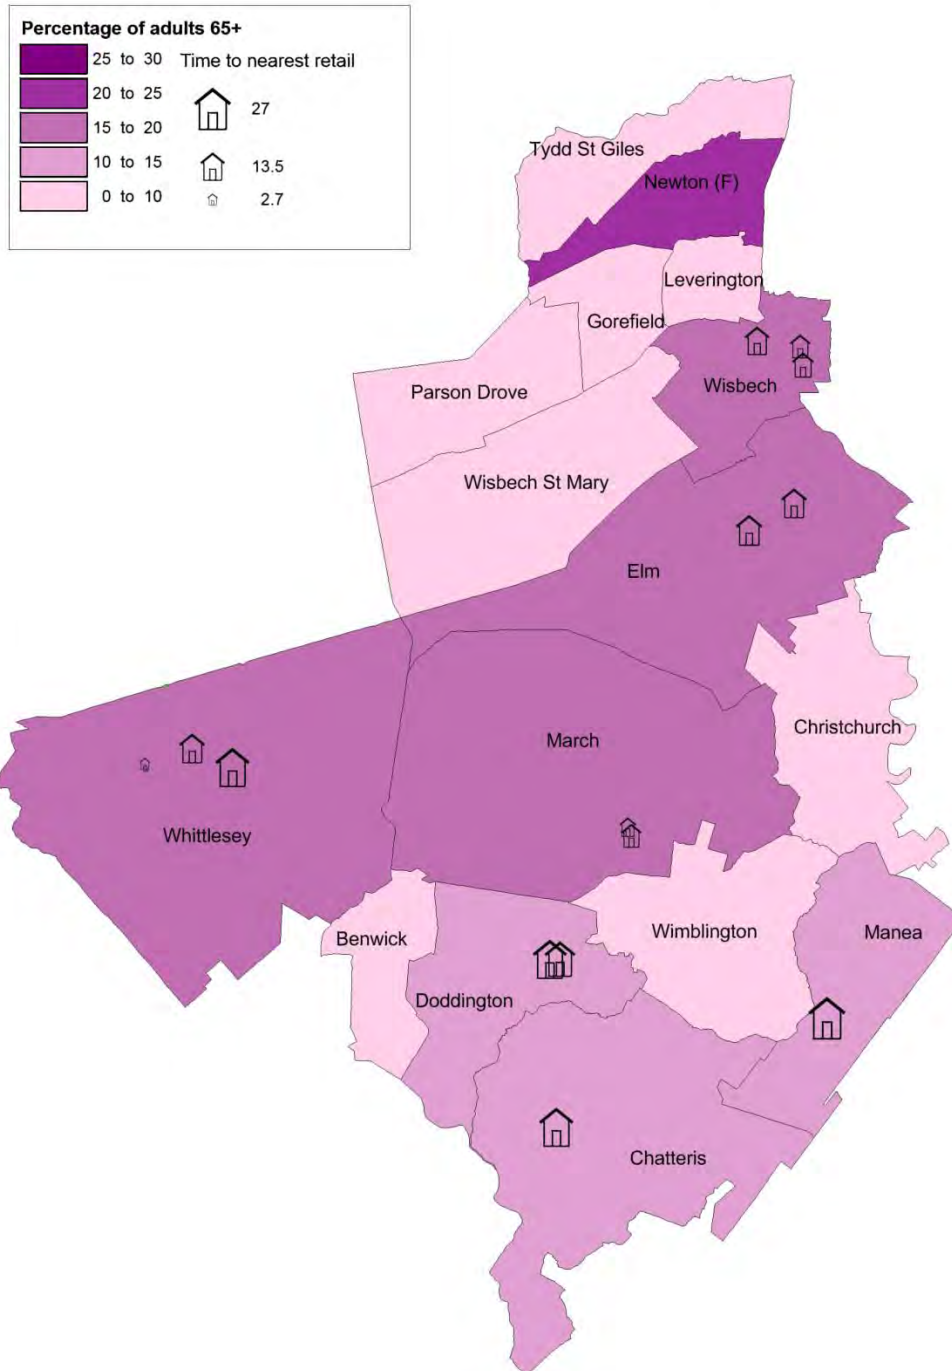 Percentage of adults 65+
25 to 30
20 to 25
15 to 20
10 to 15
0 to 10
Time to nearest retail
27
13.5
2.7
Tydd St Giles
Newton (F)
Leverington
Gorefield
Wisbech
Parson Drove
Wisbech St Mary
Elm
Christchurch
March
Whittlesey
Benwick
Wimblington
Manea
Doddington
Chatteris